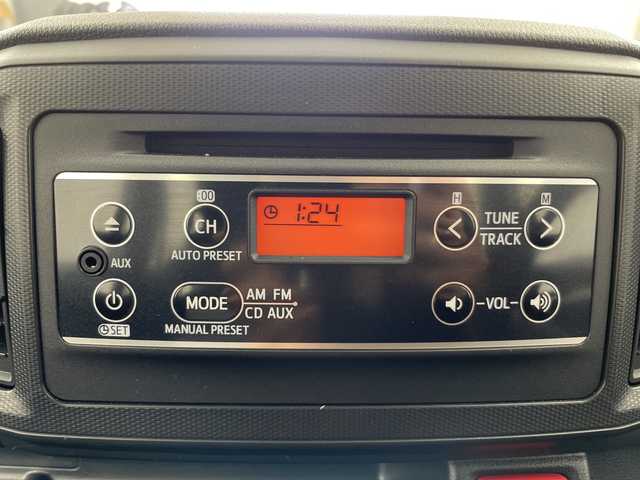 :00
H
M
CH
1:24
TUNE
TRACK
AUTO PRESET
AUX
MODE
AM FM
CD AUX
VOL
SET
MANUAL PRESET